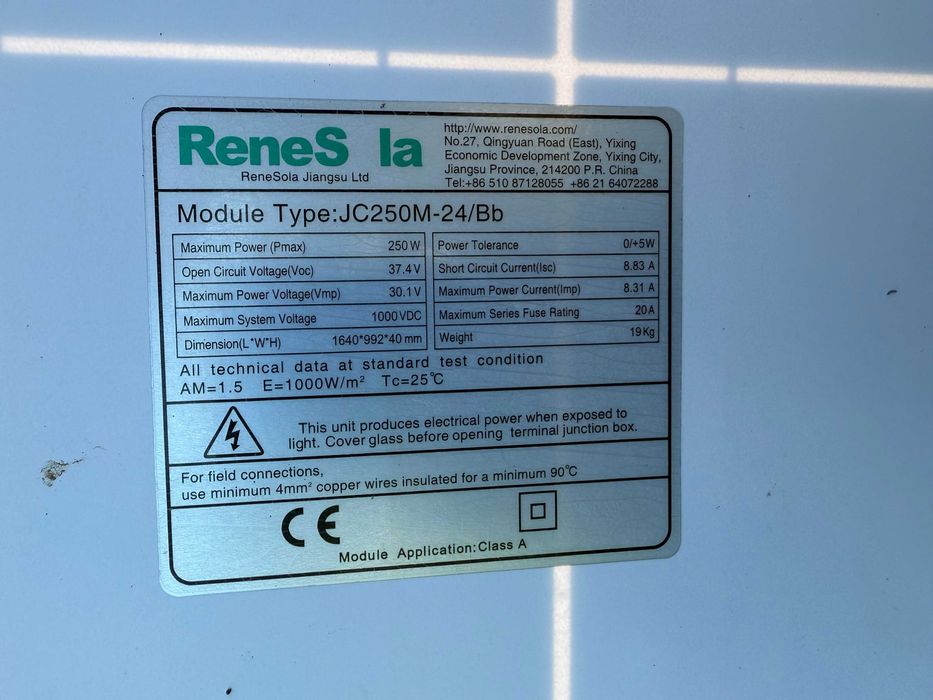 ReneS la
ReneSola Jiangsu Ltd
http://www.renesola.com/
No.27, Qingyuan Road (East), Yixing
Economic Development Zone, Yixing City,
Jiangsu Province, 214200 P.R. China
Tel:+86 510 87128055 +86 21 64072288
Module Type:JC250M-24/Bb
Maximum Power (Pmax) 250 W
Open Circuit Voltage(Voc) 37.4 V
Maximum Power Voltage(Vmp) 30.1 V
Maximum System Voltage 1000 VDC
Dimension(L*W*H) 1640*992*40 mm
Power Tolerance 0/+5W
Short Circuit Current(Isc) 8.83 A
Maximum Power Current(Imp) 8.31 A
Maximum Series Fuse Rating 20 A
Weight 19 Kg
All technical data at standard test condition
AM=1.5 E=1000W/m² Tc=25℃
This unit produces electrical power when exposed to
light. Cover glass before opening terminal junction box.
For field connections,
use minimum 4mm² copper wires insulated for a minimum 90℃
CE
Module Application:Class A